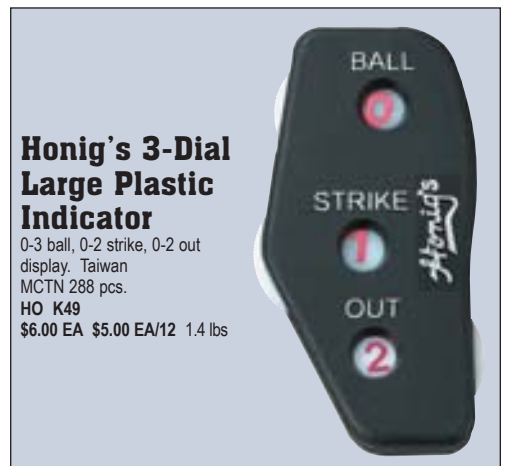 Honig's 3-Dial
Large Plastic
Indicator
0-3 ball, 0-2 strike, 0-2 out
display. Taiwan
MCTN 288 pcs.
HO K49
$6.00 EA $5.00 EA/12 1.4 lbs
BALL
0
STRIKE
1
Honig's
OUT
2